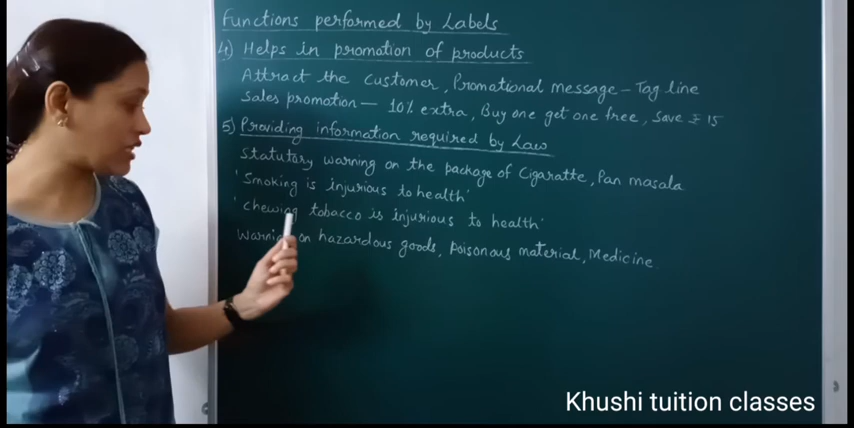 Functions performed by Labels
4) Helps in promotion of products
Attract the customer, Promotional message - Tag line
Sales promotion — 10% extra, Buy one get one free, Save ₹ 15
5) Providing information required by Law
Statutory warning on the package of Cigaratte, Pan masala
'Smoking is injurious to health'
'Chewing tobacco is injurious to health'
Warning on hazardous goods, Poisonous material, Medicine
Khushi tuition classes